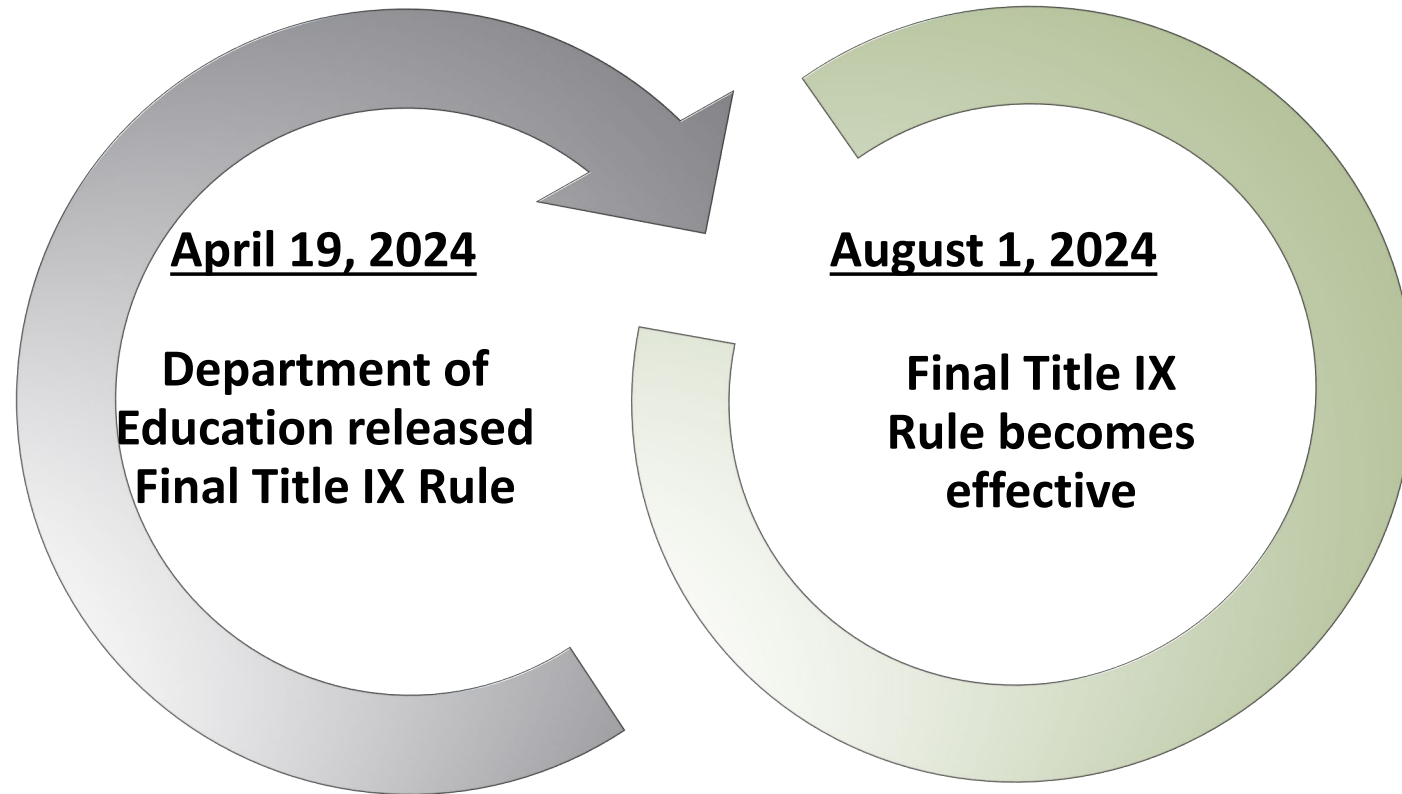 April 19, 2024
Department of
Education released
Final Title IX Rule
August 1, 2024
Final Title IX
Rule becomes
effective